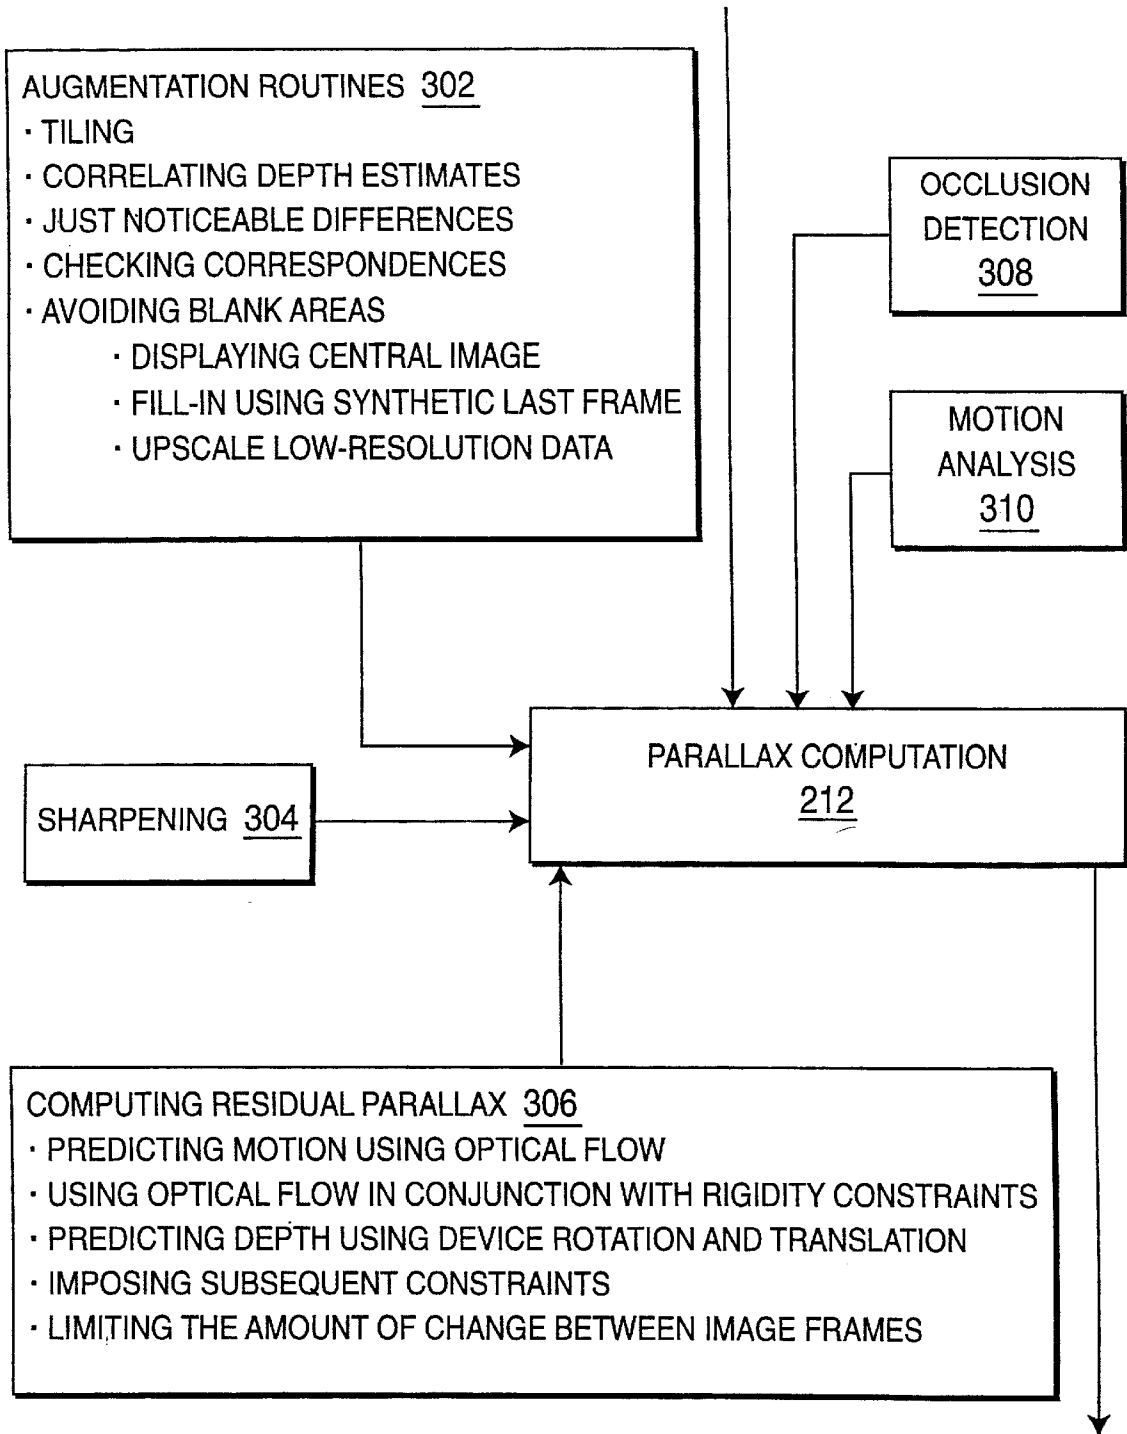 AUGMENTATION ROUTINES 302
· TILING
· CORRELATING DEPTH ESTIMATES
· JUST NOTICEABLE DIFFERENCES
· CHECKING CORRESPONDENCES
· AVOIDING BLANK AREAS
· DISPLAYING CENTRAL IMAGE
· FILL-IN USING SYNTHETIC LAST FRAME
· UPSCALE LOW-RESOLUTION DATA
OCCLUSION
DETECTION
308
MOTION
ANALYSIS
310
PARALLAX COMPUTATION
212
SHARPENING 304
COMPUTING RESIDUAL PARALLAX 306
· PREDICTING MOTION USING OPTICAL FLOW
· USING OPTICAL FLOW IN CONJUNCTION WITH RIGIDITY CONSTRAINTS
· PREDICTING DEPTH USING DEVICE ROTATION AND TRANSLATION
· IMPOSING SUBSEQUENT CONSTRAINTS
· LIMITING THE AMOUNT OF CHANGE BETWEEN IMAGE FRAMES